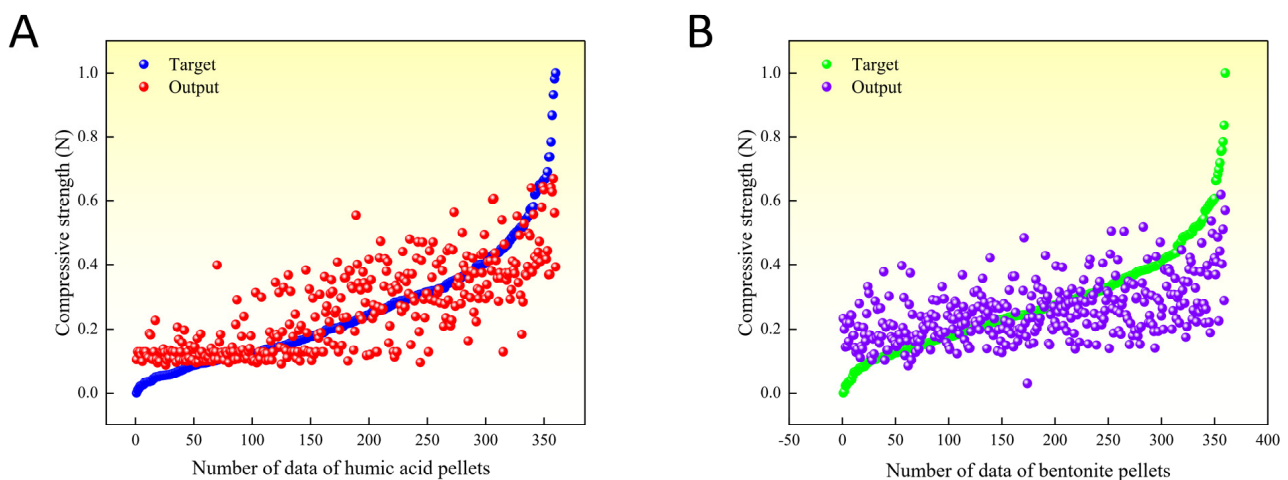 A
Target
Output
Compressive strength (N)
1.0
0.8
0.6
0.4
0.2
0.0
0 50 100 150 200 250 300 350
Number of data of humic acid pellets
B
Target
Output
Compressive strength (N)
1.0
0.8
0.6
0.4
0.2
0.0
-50 0 50 100 150 200 250 300 350 400
Number of data of bentonite pellets